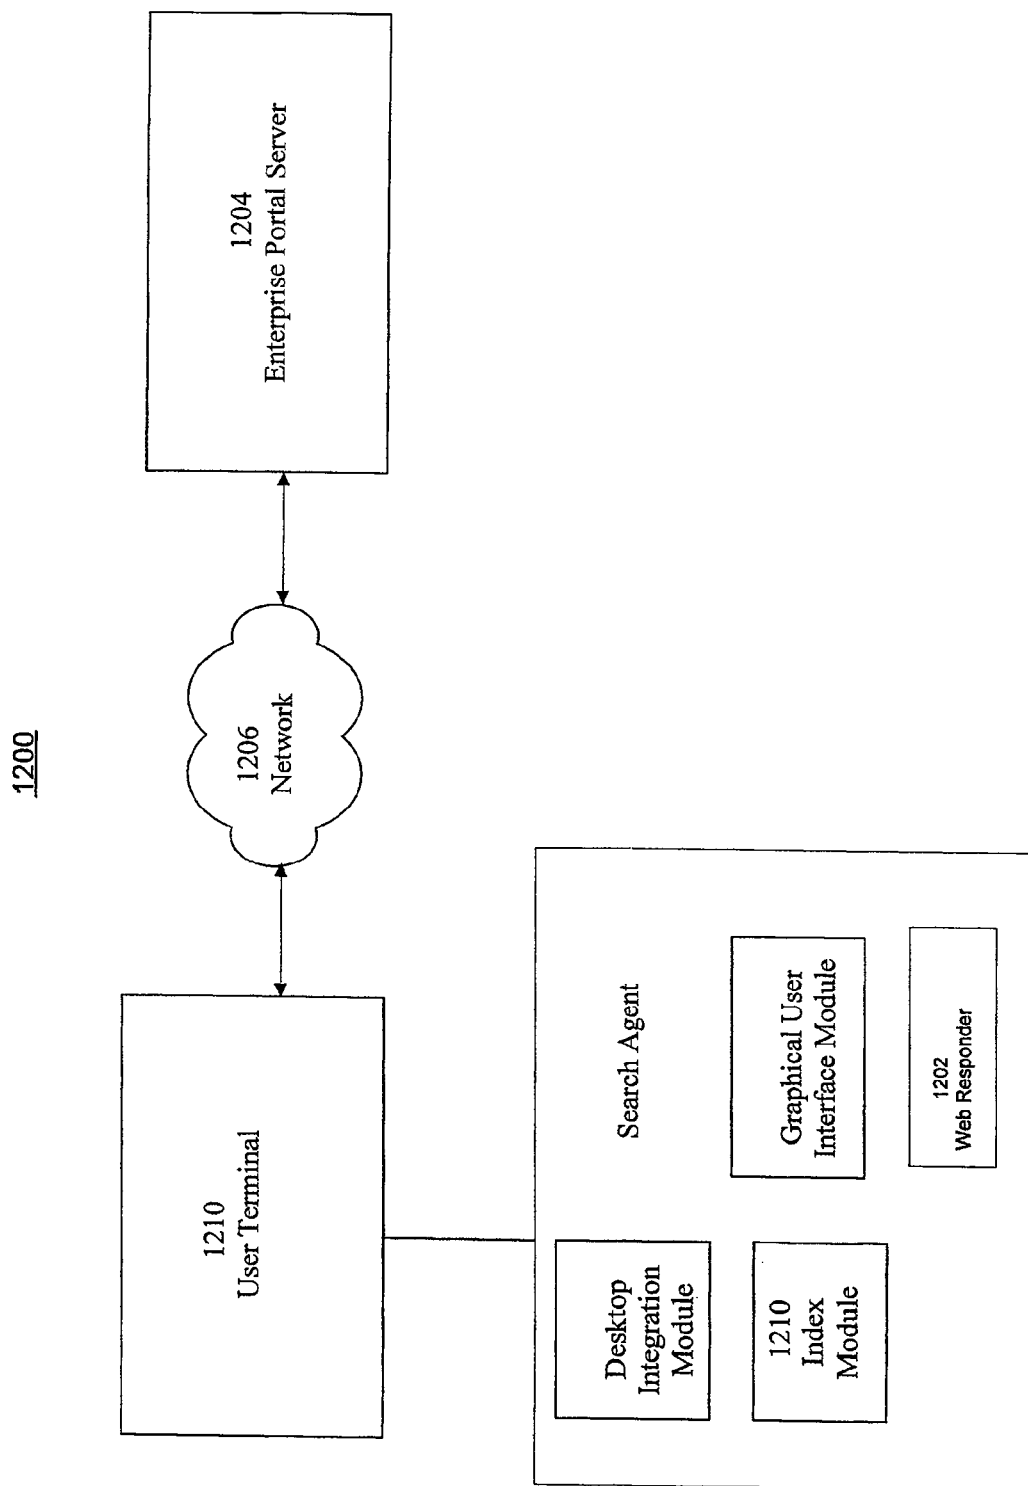 1200
1210
User Terminal
1206
Network
1204
Enterprise Portal Server
Search Agent
Desktop
Integration
Module
Graphical User
Interface Module
1210
Index
Module
1202
Web Responder